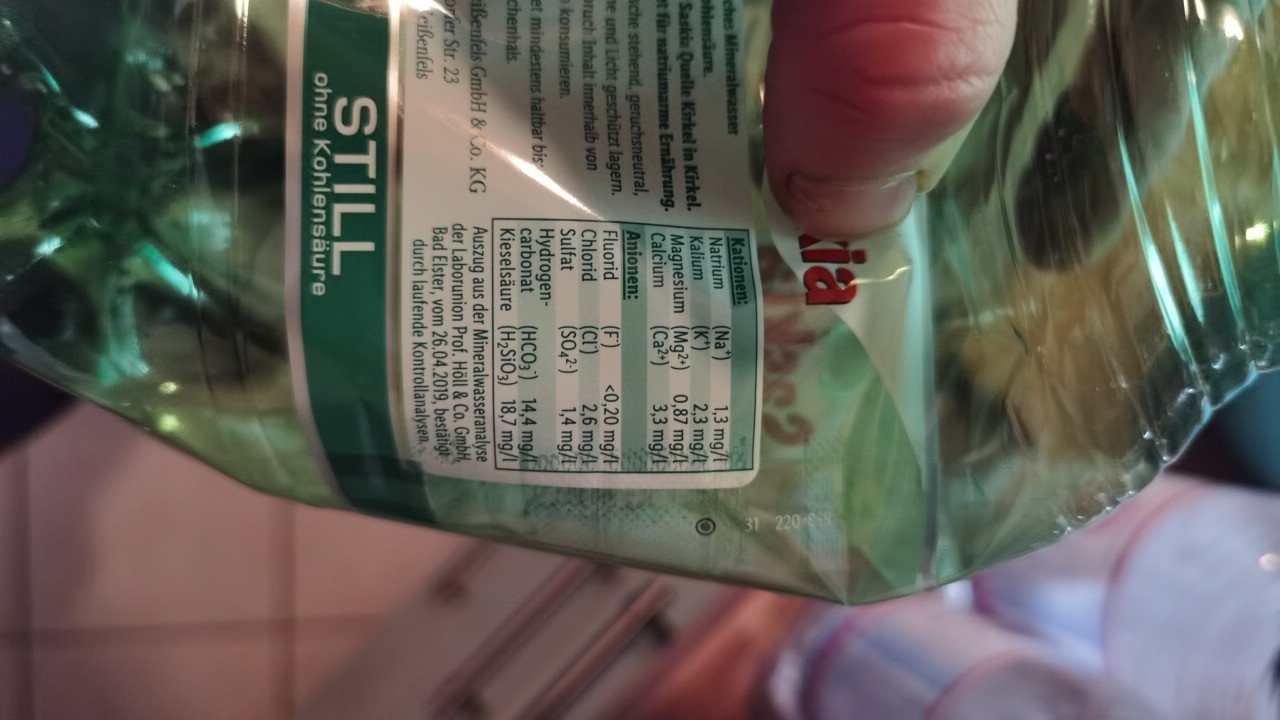 Mineralwasser
Saskia Quelle Kirkel in Kirkel.
für natriumarme Ernährung.
stehend, geruchsneutral,
und Licht geschützt lagern.
Inhalt innerhalb von
konsumieren.
mindestens haltbar bis:
GmbH & Co. KG
Str. 23
Kationen:
Natrium (Na⁺) 1,3 mg/l
Kalium (K⁺) 2,3 mg/l
Magnesium (Mg²⁺) 0,87 mg/l
Calcium (Ca²⁺) 3,3 mg/l
Anionen:
Fluorid (F⁻) <0,20 mg/l
Chlorid (Cl⁻) 2,6 mg/l
Sulfat (SO₄²⁻) 1,4 mg/l
Hydrogen-
carbonat (HCO₃⁻) 14,4 mg/l
Kieselsäure (H₂SiO₃) 18,7 mg/l
Auszug aus der Mineralwasseranalyse
der Laborunion Prof. Höll & Co. GmbH,
Bad Elster, vom 26.04.2019, bestätigt
durch laufende Kontrollanalysen.
STILL
ohne Kohlensäure
kia
31 220